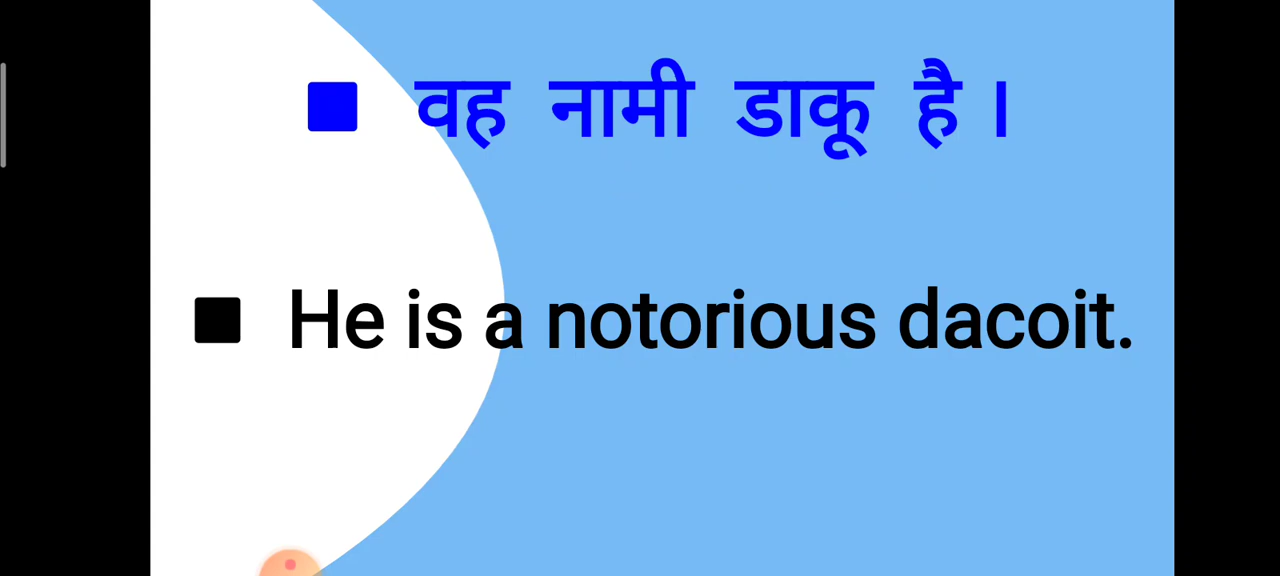 ■ वह नामी डाकू है ।
■ He is a notorious dacoit.